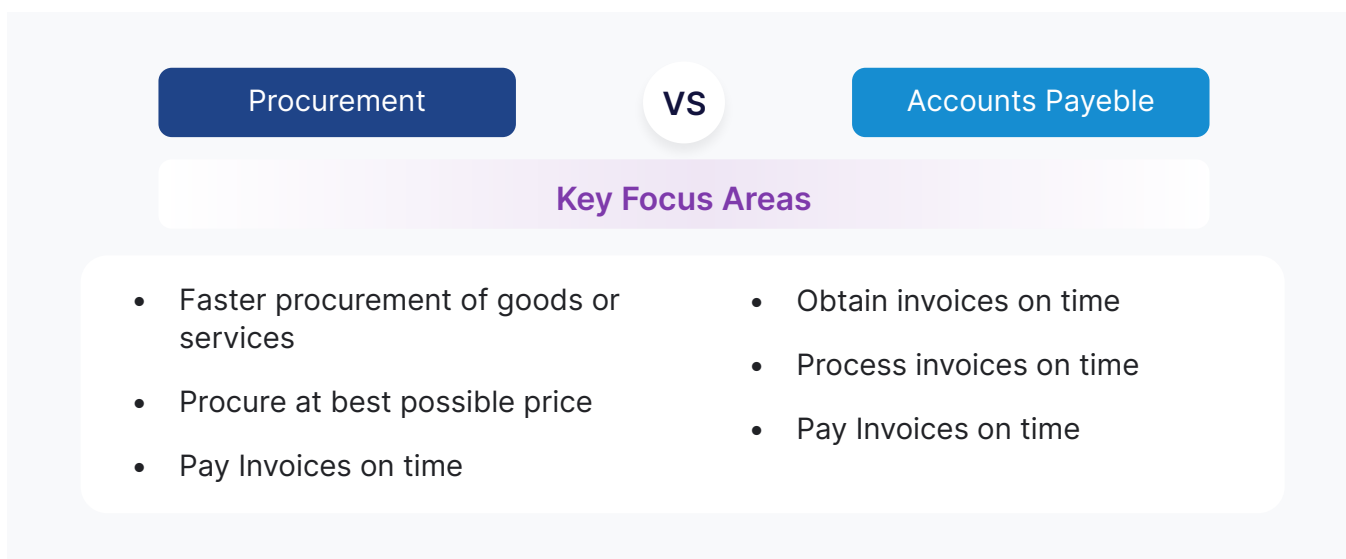 Procurement
VS
Accounts Payeble
Key Focus Areas
• Faster procurement of goods or
services
• Procure at best possible price
• Pay Invoices on time
• Obtain invoices on time
• Process invoices on time
• Pay Invoices on time